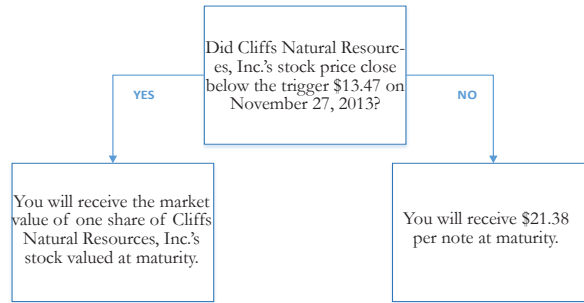 Did Cliffs Natural Resourc-
es, Inc.'s stock price close
below the trigger $13.47 on
November 27, 2013?
YES
NO
You will receive the market
value of one share of Cliffs
Natural Resources, Inc.'s
stock valued at maturity.
You will receive $21.38
per note at maturity.